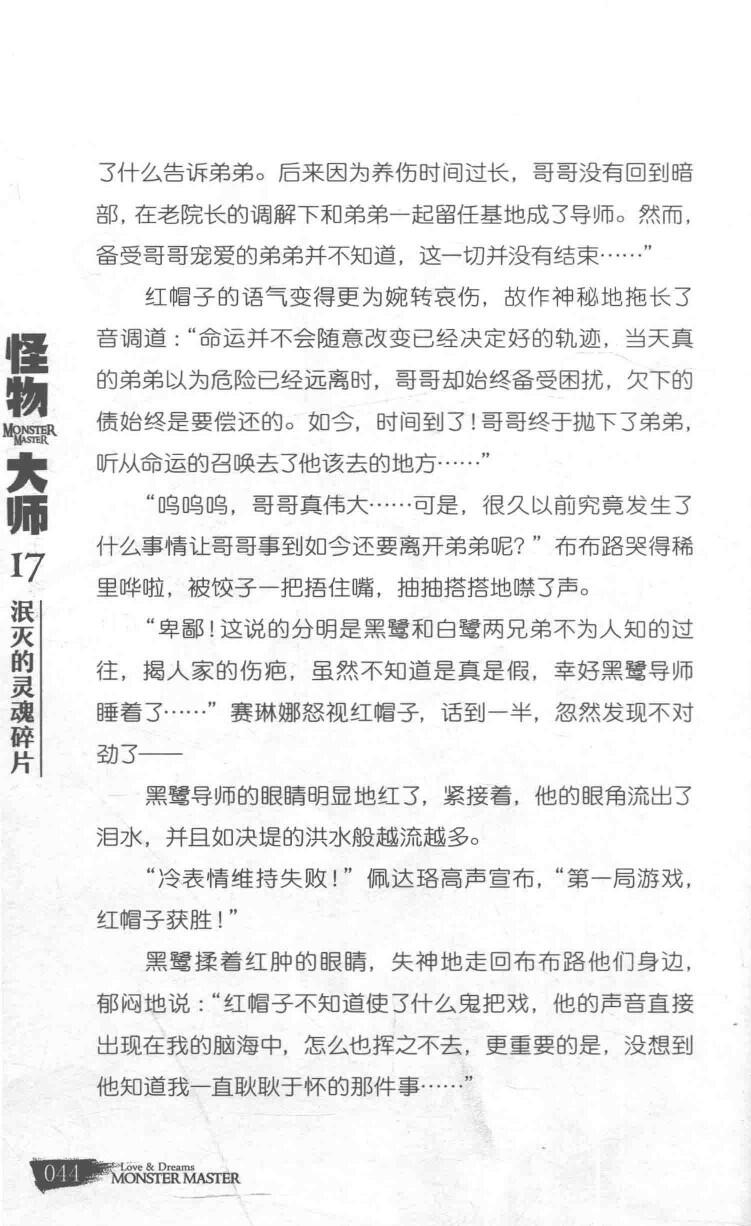 了什么告诉弟弟。后来因为养伤时间过长，哥哥没有回到暗
部，在老院长的调解下和弟弟一起留任基地成了导师。然而，
备受哥哥宠爱的弟弟并不知道，这一切并没有结束……”
红帽子的语气变得更为婉转哀伤，故作神秘地拖长了
音调道：“命运并不会随意改变已经决定好的轨迹，当天真
的弟弟以为危险已经远离时，哥哥却始终备受困扰，欠下的
债始终是要偿还的。如今，时间到了！哥哥终于抛下了弟弟，
听从命运的召唤去了他该去的地方……”
“呜呜呜，哥哥真伟大……可是，很久以前究竟发生了
什么事情让哥哥事到如今还要离开弟弟呢？”布布路哭得稀
里哗啦，被饺子一把捂住嘴，抽抽搭搭地噤了声。
“卑鄙！这说的分明是黑鹭和白鹭两兄弟不为人知的过
往，揭人家的伤疤，虽然不知道是真是假，幸好黑鹭导师
睡着了……”赛琳娜怒视红帽子，话到一半，忽然发现不对
劲了——
黑鹭导师的眼睛明显地红了，紧接着，他的眼角流出了
泪水，并且如决堤的洪水般越流越多。
“冷表情维持失败！”佩达珞高声宣布，“第一局游戏，
红帽子获胜！”
黑鹭揉着红肿的眼睛，失神地走回布布路他们身边，
郁闷地说：“红帽子不知道使了什么鬼把戏，他的声音直接
出现在我的脑海中，怎么也挥之不去，更重要的是，没想到
他知道我一直耿耿于怀的那件事……”
怪物
MONSTER
MASTER
大师
17
泯灭的灵魂碎片
044
Love & Dreams
MONSTER MASTER